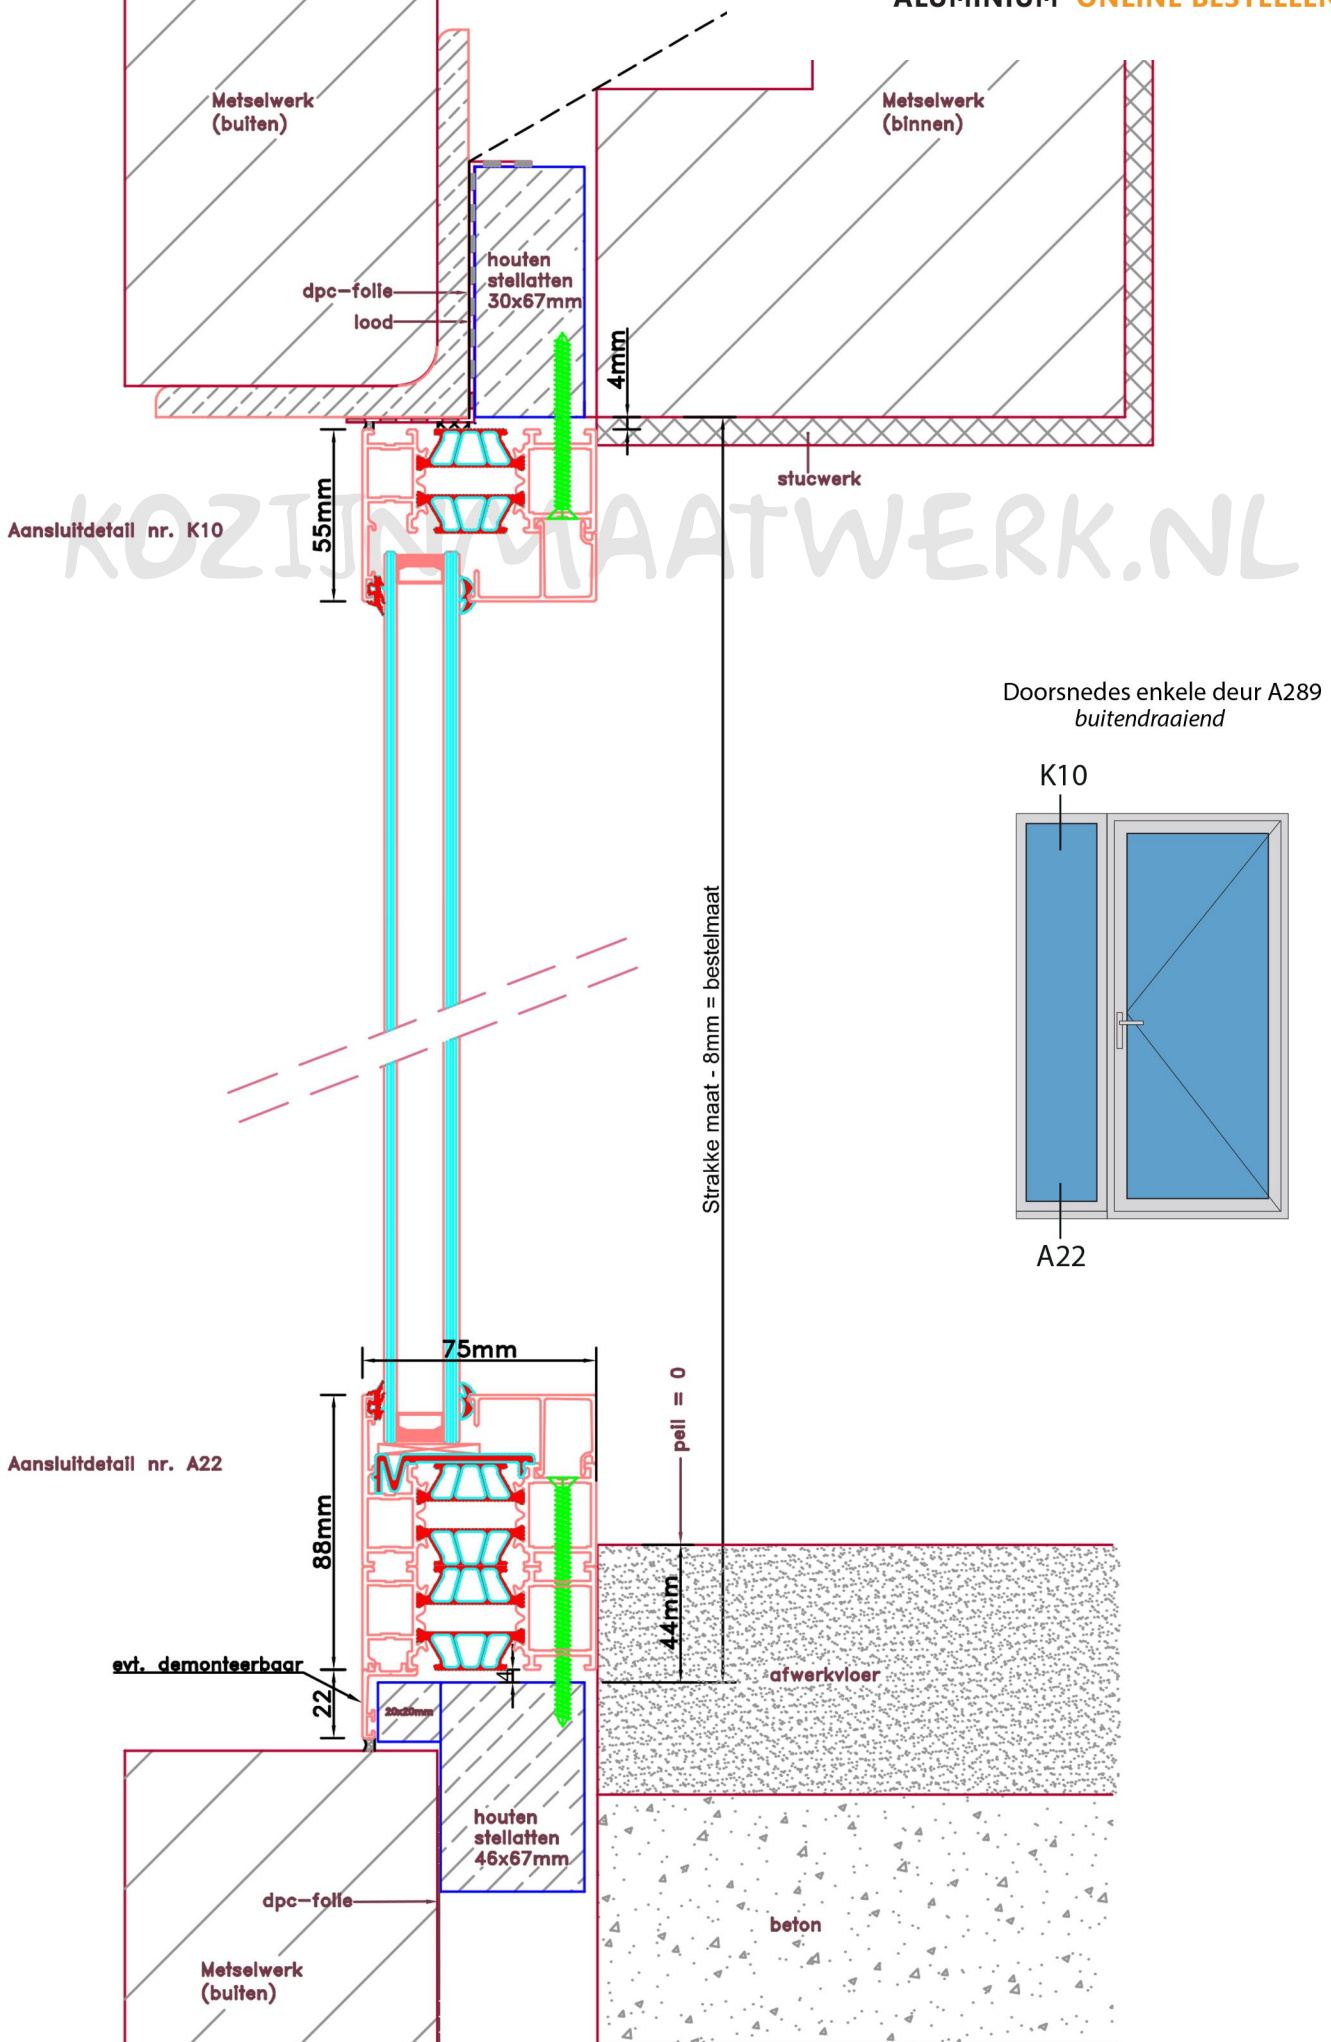 ALUMINIUM ONLINE BESTELLEN
Metselwerk
(buiten)
Metselwerk
(binnen)
houten
stellatten
30x67mm
dpc-folie
lood
4mm
stucwerk
55mm
Aansluitdetail nr. K10
KOZIJNMAATWERK.NL
Doorsnedes enkele deur A289
buitendraaiend
K10
A22
Strakke maat - 8mm = bestelmaat
75mm
peil = 0
Aansluitdetail nr. A22
88mm
44mm
evt. demonteerbaar
4
afwerkvloer
22
20x20mm
houten
stellatten
46x67mm
dpc-folie
beton
Metselwerk
(buiten)